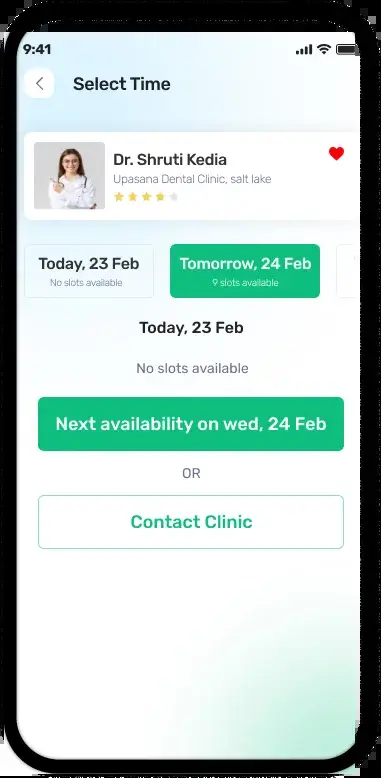 9:41
Select Time
Dr. Shruti Kedia
Upasana Dental Clinic, salt lake
Today, 23 Feb
No slots available
Tomorrow, 24 Feb
9 slots available
Today, 23 Feb
No slots available
Next availability on wed, 24 Feb
OR
Contact Clinic